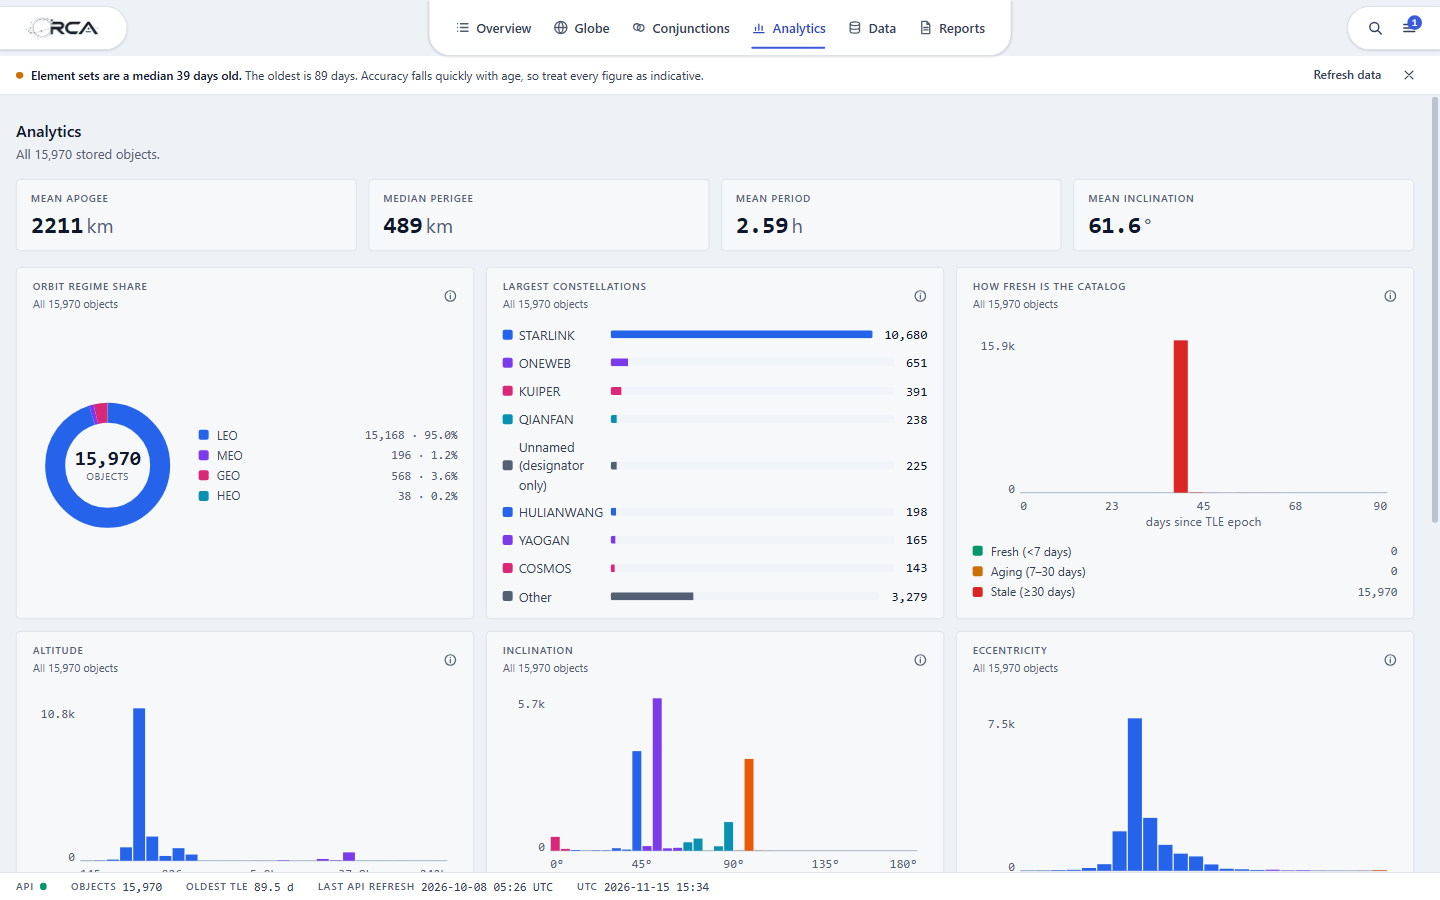 ORCA
Overview
Globe
Conjunctions
Analytics
Data
Reports
1
Element sets are a median 39 days old. The oldest is 89 days. Accuracy falls quickly with age, so treat every figure as indicative.
Refresh data
Analytics
All 15,970 stored objects.
MEAN APOGEE
2211 km
MEDIAN PERIGEE
489 km
MEAN PERIOD
2.59 h
MEAN INCLINATION
61.6 °
ORBIT REGIME SHARE
All 15,970 objects
15,970
OBJECTS
LEO 15,168 · 95.0%
MEO 196 · 1.2%
GEO 568 · 3.6%
HEO 38 · 0.2%
LARGEST CONSTELLATIONS
All 15,970 objects
STARLINK 10,680
ONEWEB 651
KUIPER 391
QIANFAN 238
Unnamed
(designator 225
only)
HULIANWANG 198
YAOGAN 165
COSMOS 143
Other 3,279
HOW FRESH IS THE CATALOG
All 15,970 objects
15.9k
0
0 23 45 68 90
days since TLE epoch
Fresh (<7 days) 0
Aging (7–30 days) 0
Stale (≥30 days) 15,970
ALTITUDE
All 15,970 objects
10.8k
0
INCLINATION
All 15,970 objects
5.7k
0
0° 45° 90° 135° 180°
ECCENTRICITY
All 15,970 objects
7.5k
0
API
OBJECTS 15,970
OLDEST TLE 89.5 d
LAST API REFRESH 2026-10-08 05:26 UTC
UTC 2026-11-15 15:34